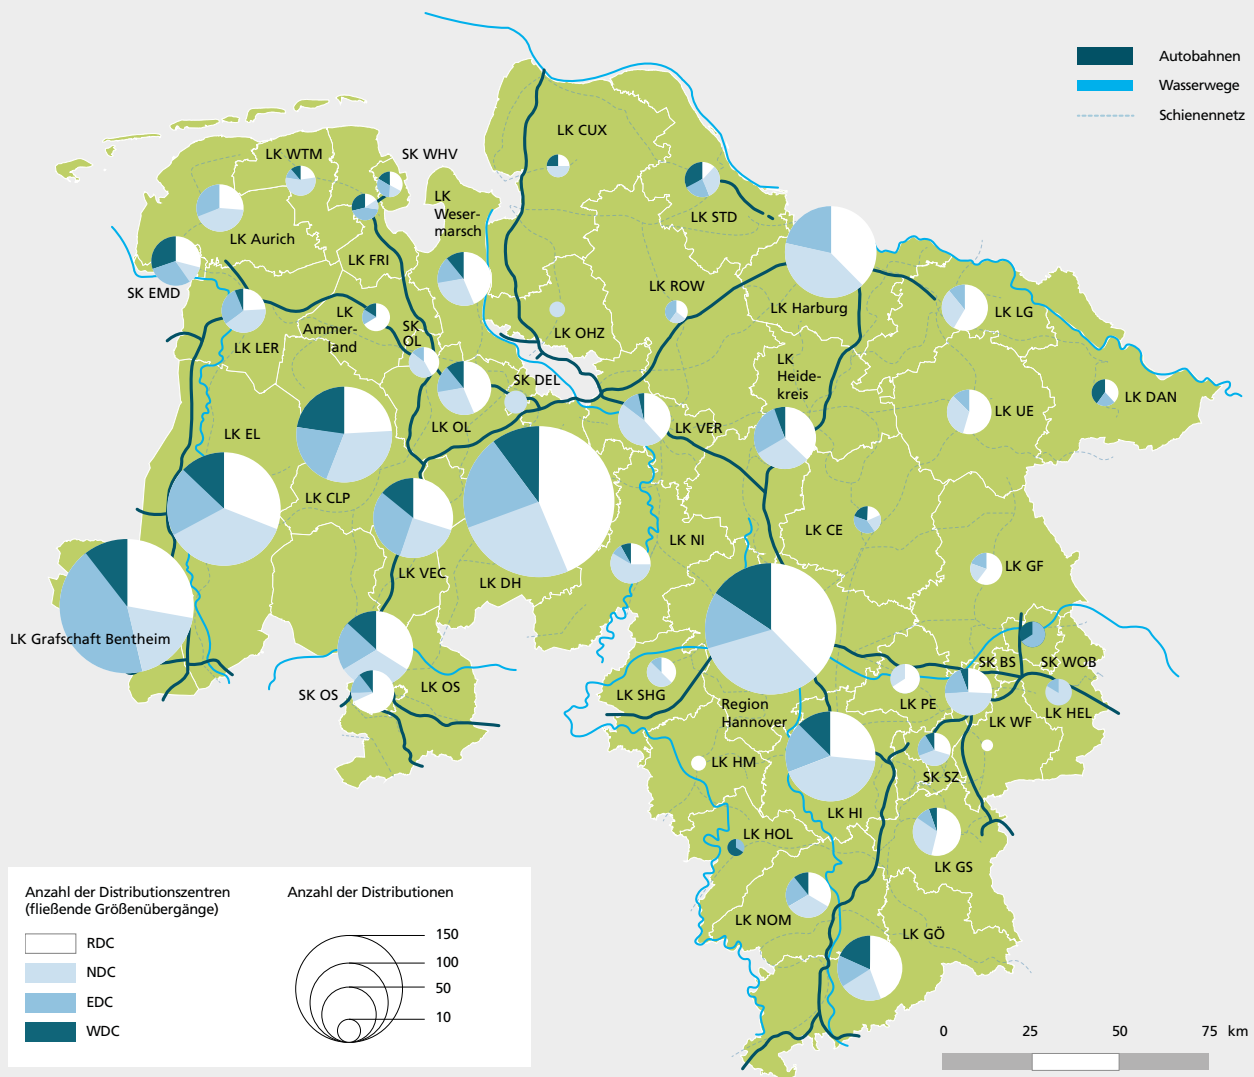 Autobahnen
Wasserwege
Schienennetz
LK CUX
LK WTM
SK WHV
LK
Weser-
marsch
LK STD
LK Aurich
LK FRI
SK EMD
LK ROW
LK Harburg
LK
Ammer-
land
SK
OL
LK OHZ
LK LG
LK LER
LK
Heide-
kreis
SK DEL
LK DAN
LK UE
LK OL
LK VER
LK EL
LK CLP
LK CE
LK NI
LK GF
LK VEC
LK DH
LK Grafschaft Bentheim
SK BS
SK WOB
LK OS
SK OS
LK SHG
Region
Hannover
LK PE
LK HEL
LK WF
LK HM
SK SZ
LK HI
LK HOL
LK GS
LK NOM
LK GÖ
Anzahl der Distributionszentren
(fließende Größenübergänge)
RDC
NDC
EDC
WDC
Anzahl der Distributionen
150
100
50
10
0 25 50 75 km